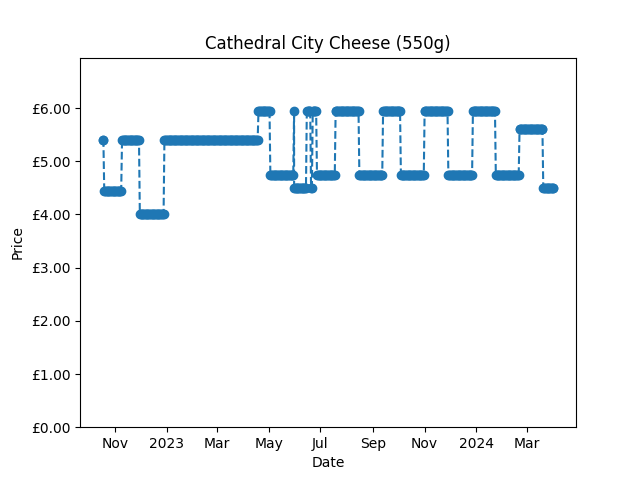 Cathedral City Cheese (550g)
£6.00
£5.00
£4.00
£3.00
£2.00
£1.00
£0.00
Price
Nov 2023 Mar May Jul Sep Nov 2024 Mar
Date